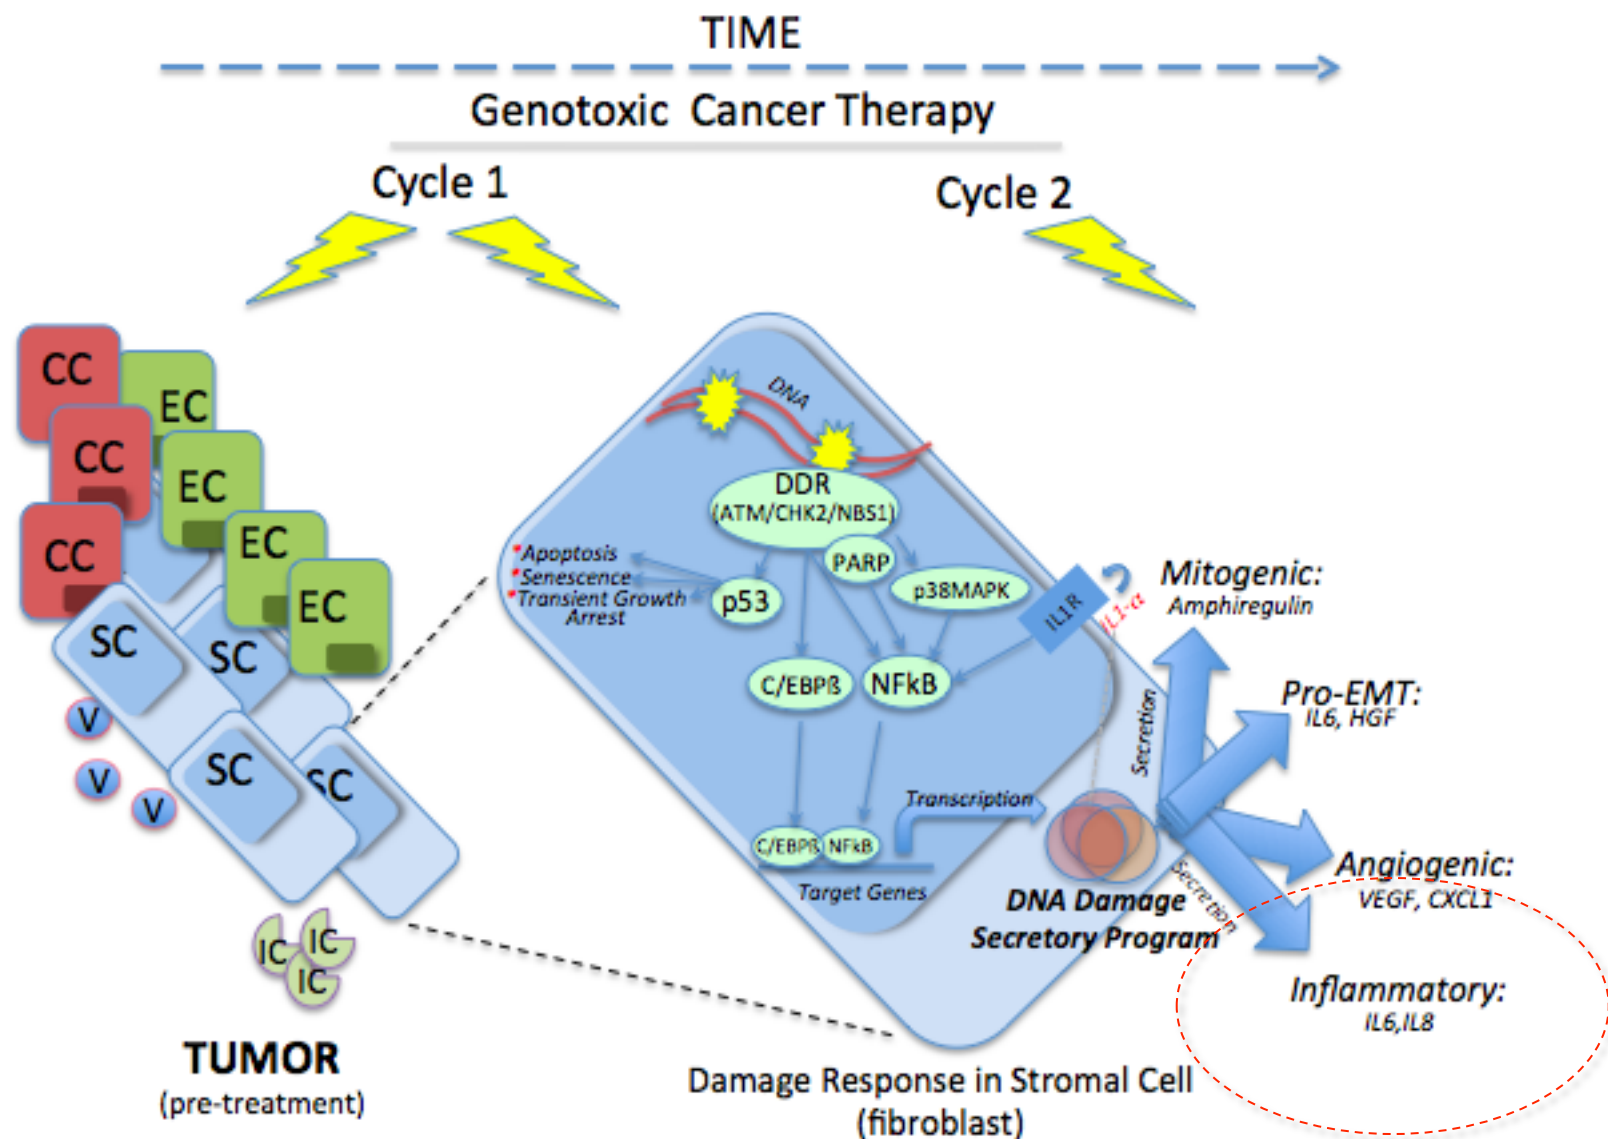 TIME
Genotoxic Cancer Therapy
Cycle 1
Cycle 2
CC
EC
CC
EC
CC
EC
EC
SC
SC
SC
SC
V
V
V
IC
IC
IC
TUMOR
(pre-treatment)
DNA
DDR
(ATM/CHK2/NBS1)
PARP
p38MAPK
p53
*Apoptosis
*Senescence
*Transient Growth
Arrest
IL1R
IL1-α
C/EBPß
NFkB
C/EBPß
NFkB
Transcription
Target Genes
DNA Damage
Secretory Program
Secretion
Secretion
Mitogenic:
Amphiregulin
Pro-EMT:
IL6, HGF
Angiogenic:
VEGF, CXCL1
Inflammatory:
IL6,IL8
Damage Response in Stromal Cell
(fibroblast)